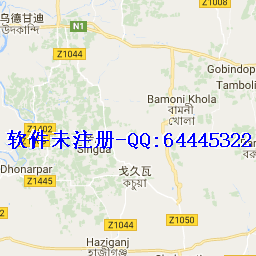 Z1008
乌德甘迪
উদকান্দি
N1
Z1044
Gobindop
Tamboli
Bamoni Khola
বামনী
খোলা
Z1402
软件未注册-QQ:64445322
Singua
Dhonarpar
Z1445
戈久瓦
কচুয়া
Z1044
Z1050
Haziganj
হাজীগঞ্জ